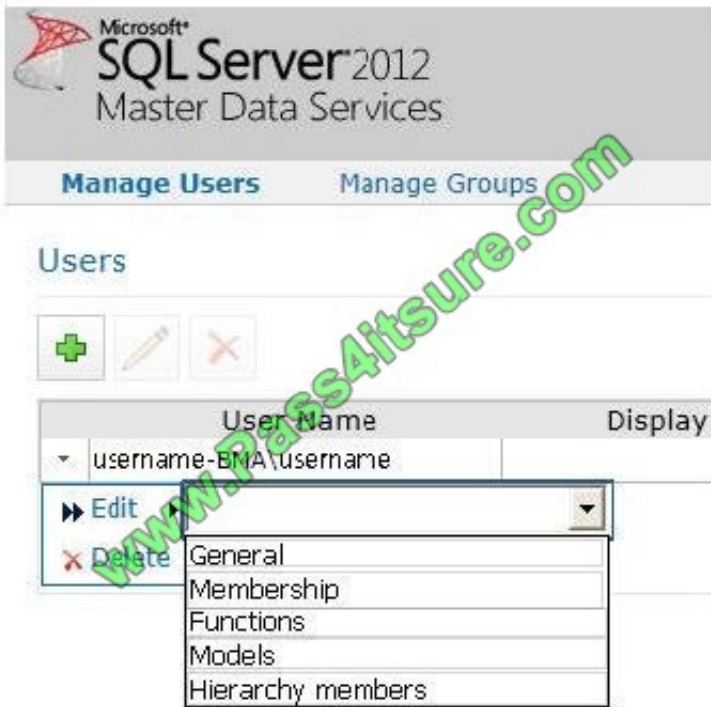 Microsoft®
SQL Server®2012
Master Data Services
Manage Users Manage Groups
Users
www.Pass4itsure.com
User Name Display
username-BMA\username
Edit
Delete General
Membership
Functions
Models
Hierarchy members